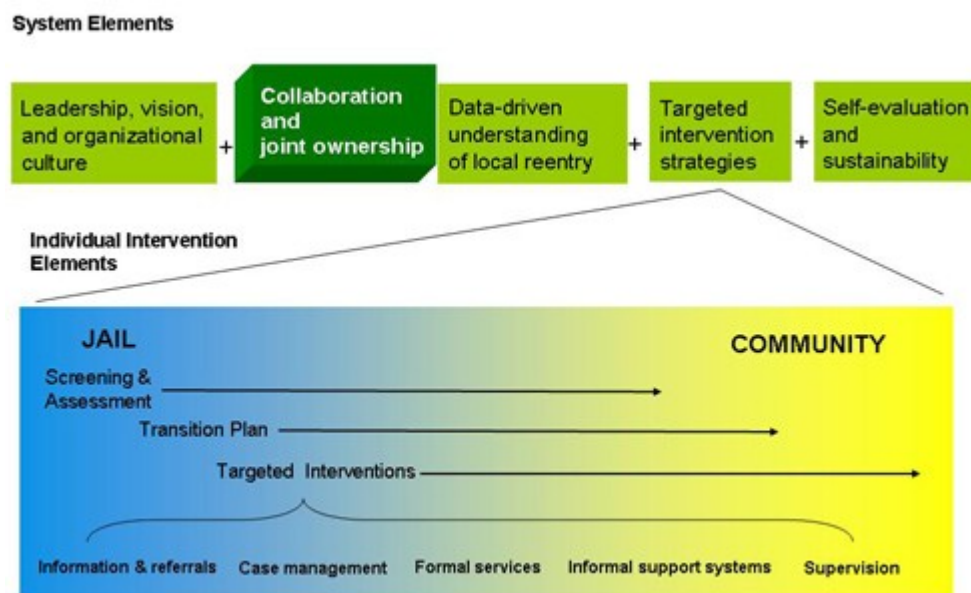 System Elements
Leadership, vision,
and organizational
culture
+
Collaboration
and
joint ownership
Data-driven
understanding
of local reentry
+
Targeted
intervention
strategies
+
Self-evaluation
and
sustainability
Individual Intervention
Elements
JAIL
COMMUNITY
Screening &
Assessment
Transition Plan
Targeted Interventions
Information & referrals
Case management
Formal services
Informal support systems
Supervision